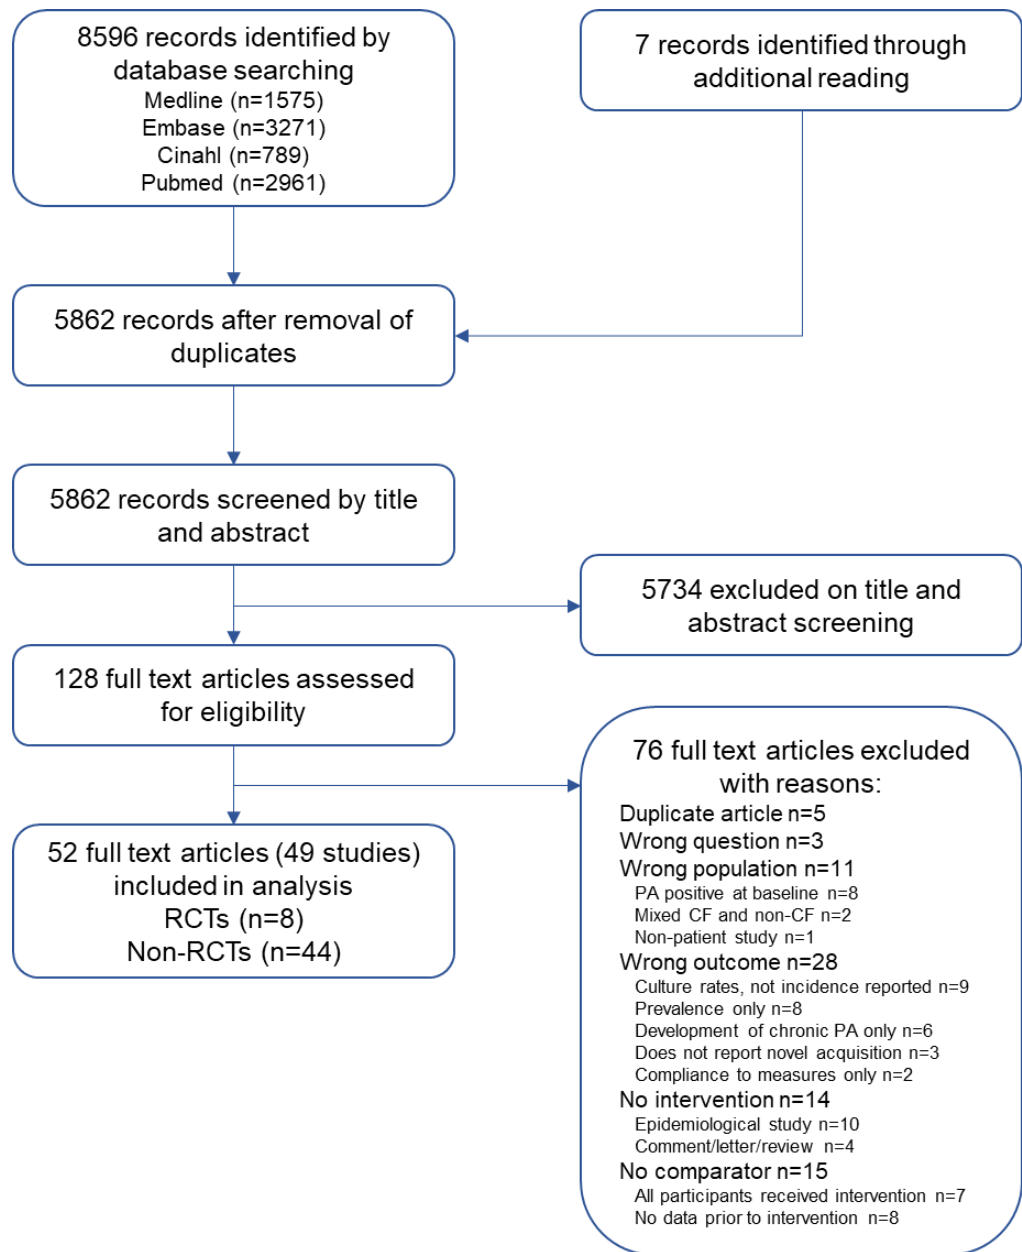 8596 records identified by
database searching
Medline (n=1575)
Embase (n=3271)
Cinahl (n=789)
Pubmed (n=2961)
7 records identified through
additional reading
5862 records after removal of
duplicates
5862 records screened by title
and abstract
5734 excluded on title and
abstract screening
128 full text articles assessed
for eligibility
76 full text articles excluded
with reasons:
Duplicate article n=5
Wrong question n=3
Wrong population n=11
PA positive at baseline n=8
Mixed CF and non-CF n=2
Non-patient study n=1
Wrong outcome n=28
Culture rates, not incidence reported n=9
Prevalence only n=8
Development of chronic PA only n=6
Does not report novel acquisition n=3
Compliance to measures only n=2
No intervention n=14
Epidemiological study n=10
Comment/letter/review n=4
No comparator n=15
All participants received intervention n=7
No data prior to intervention n=8
52 full text articles (49 studies)
included in analysis
RCTs (n=8)
Non-RCTs (n=44)